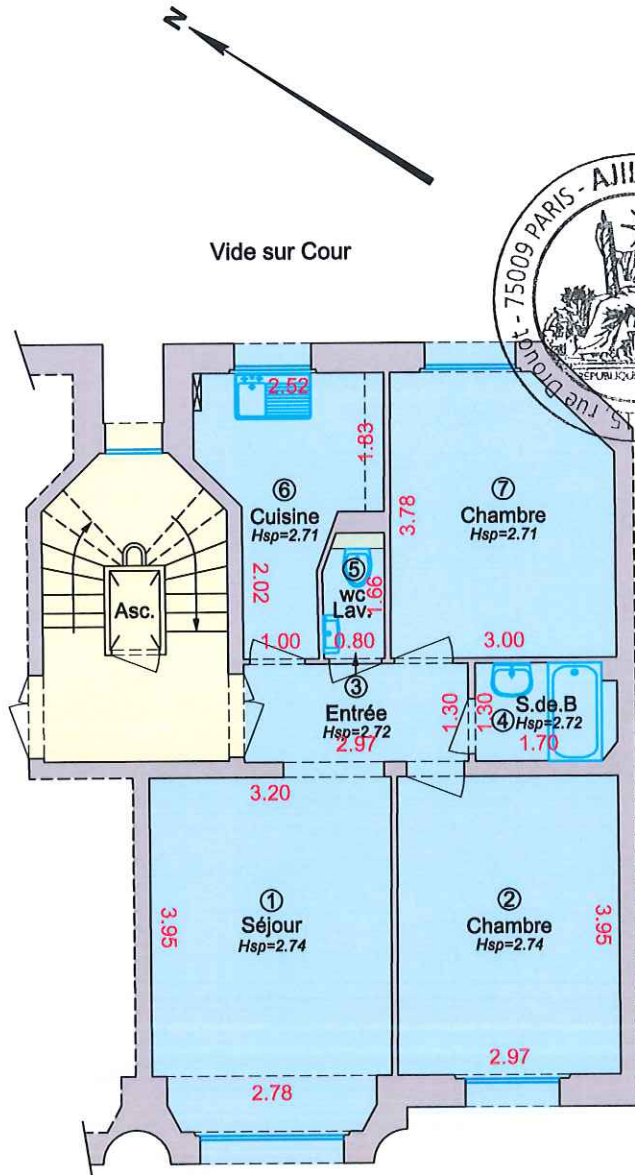 N
Vide sur Cour
15, rue Drouot - 75009 PARIS - AJIL
RÉPUBLIQUE
2.52
1.83
⑥
Cuisine
Hsp=2.71
2.02
1.00
⑤
wc
Lav.
1.66
0.80
⑦
Chambre
Hsp=2.71
3.78
3.00
Asc.
③
Entrée
Hsp=2.72
2.97
1.30
1.30
④
S.de.B
Hsp=2.72
1.70
3.20
①
Séjour
Hsp=2.74
3.95
2.78
②
Chambre
Hsp=2.74
3.95
2.97